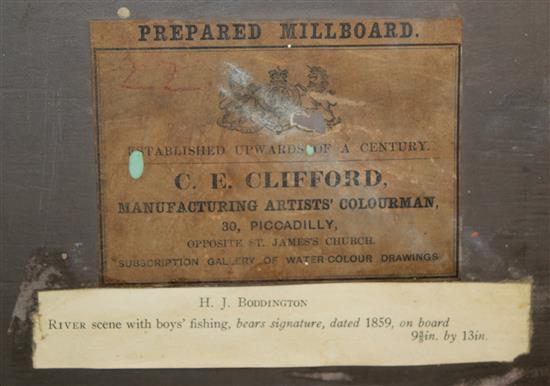 PREPARED MILLBOARD.
22
ESTABLISHED UPWARDS OF A CENTURY.
C. E. CLIFFORD,
MANUFACTURING ARTISTS' COLOURMAN,
30, PICCADILLY,
OPPOSITE ST. JAMES'S CHURCH.
SUBSCRIPTION GALLERY OF WATER-COLOUR DRAWINGS
H. J. BODDINGTON
RIVER scene with boys' fishing, bears signature, dated 1859, on board
9⅜in. by 13in.